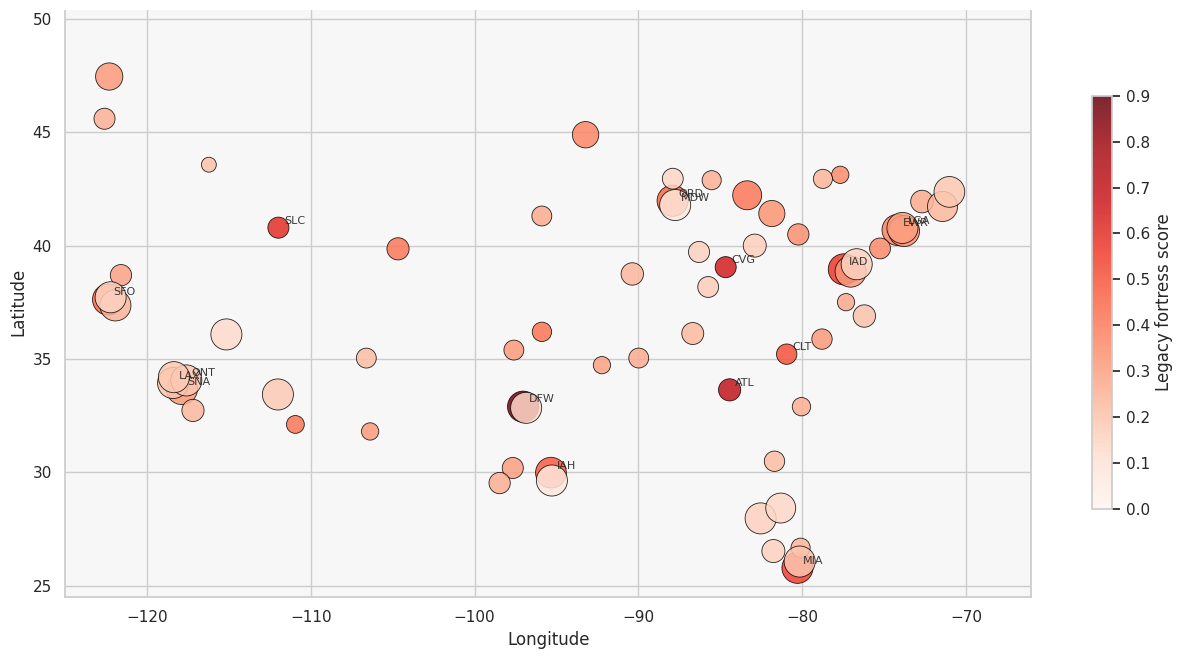 50
45
40
35
30
25
Latitude
−120
−110
−100
−90
−80
−70
Longitude
SLC
SFO
ONT
LAX
SNA
DFW
IAH
ORD
MDW
CVG
CLT
ATL
MIA
IAD
LGA
EWR
0.9
0.8
0.7
0.6
0.5
0.4
0.3
0.2
0.1
0.0
Legacy fortress score